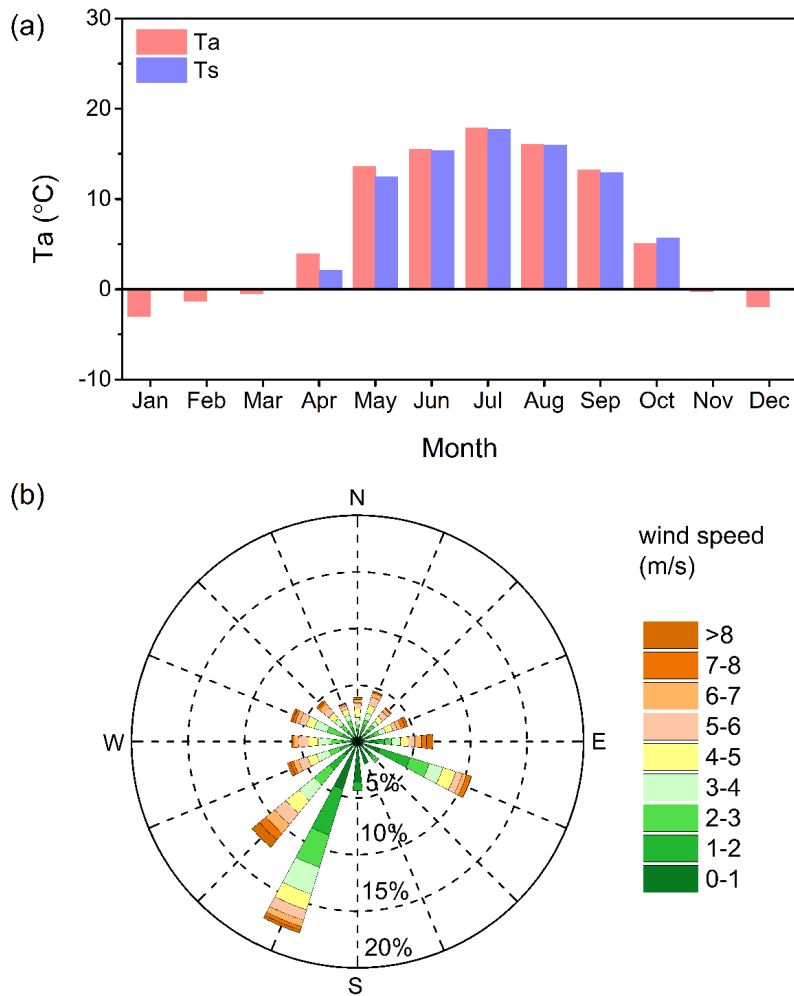 (a)
30
Ta
Ts
20
10
0
-10
Ta (°C)
Jan Feb Mar Apr May Jun Jul Aug Sep Oct Nov Dec
Month
(b)
N
W
E
S
5%
10%
15%
20%
wind speed
(m/s)
>8
7-8
6-7
5-6
4-5
3-4
2-3
1-2
0-1